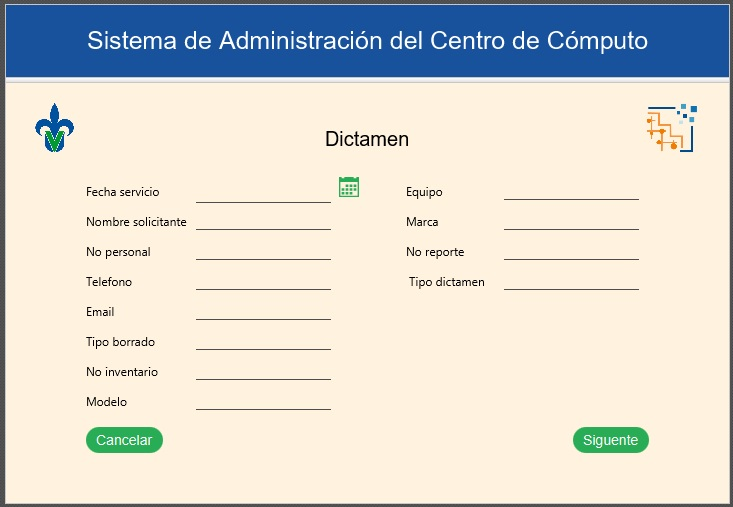 Sistema de Administración del Centro de Cómputo
Dictamen
Fecha servicio
Nombre solicitante
No personal
Telefono
Email
Tipo borrado
No inventario
Modelo
Equipo
Marca
No reporte
Tipo dictamen
Cancelar
Siguente